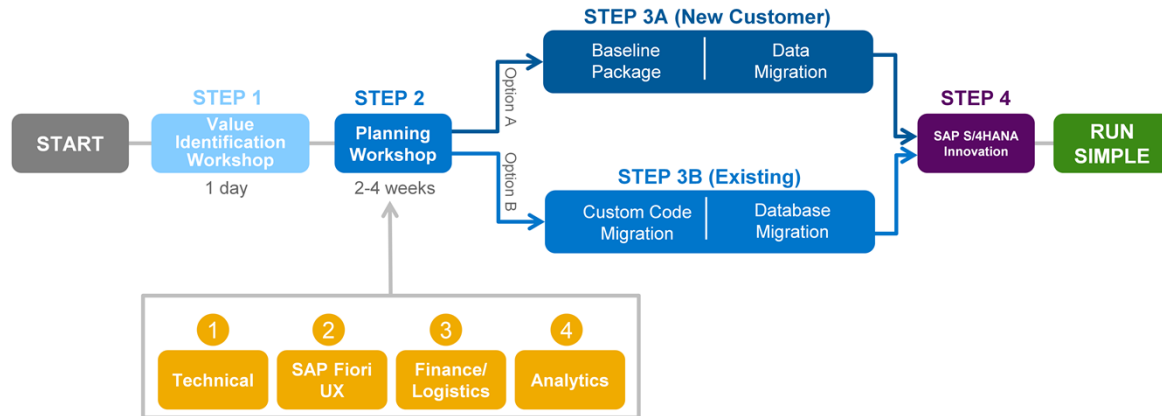 STEP 3A (New Customer)
Baseline
Package
Data
Migration
Option A
STEP 1
STEP 2
STEP 4
START
Value
Identification
Workshop
Planning
Workshop
SAP S/4HANA
Innovation
RUN
SIMPLE
1 day
2-4 weeks
Option B
STEP 3B (Existing)
Custom Code
Migration
Database
Migration
1
2
3
4
Technical
SAP Fiori
UX
Finance/
Logistics
Analytics